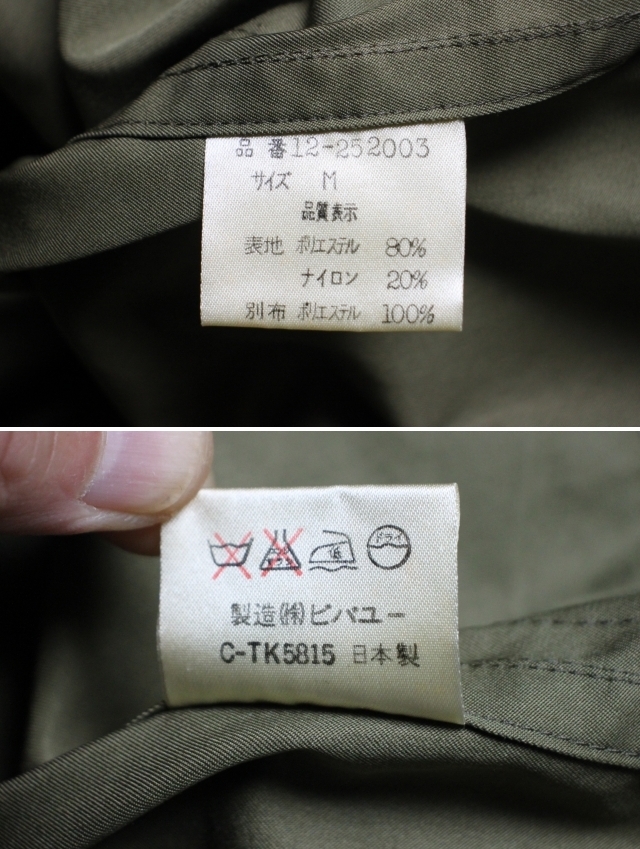 品番12-252003
サイズ M
品質表示
表地 ポリエステル 80%
ナイロン 20%
別布 ポリエステル 100%
ドライ
製造(株)ビバユー
C-TK5815 日本製